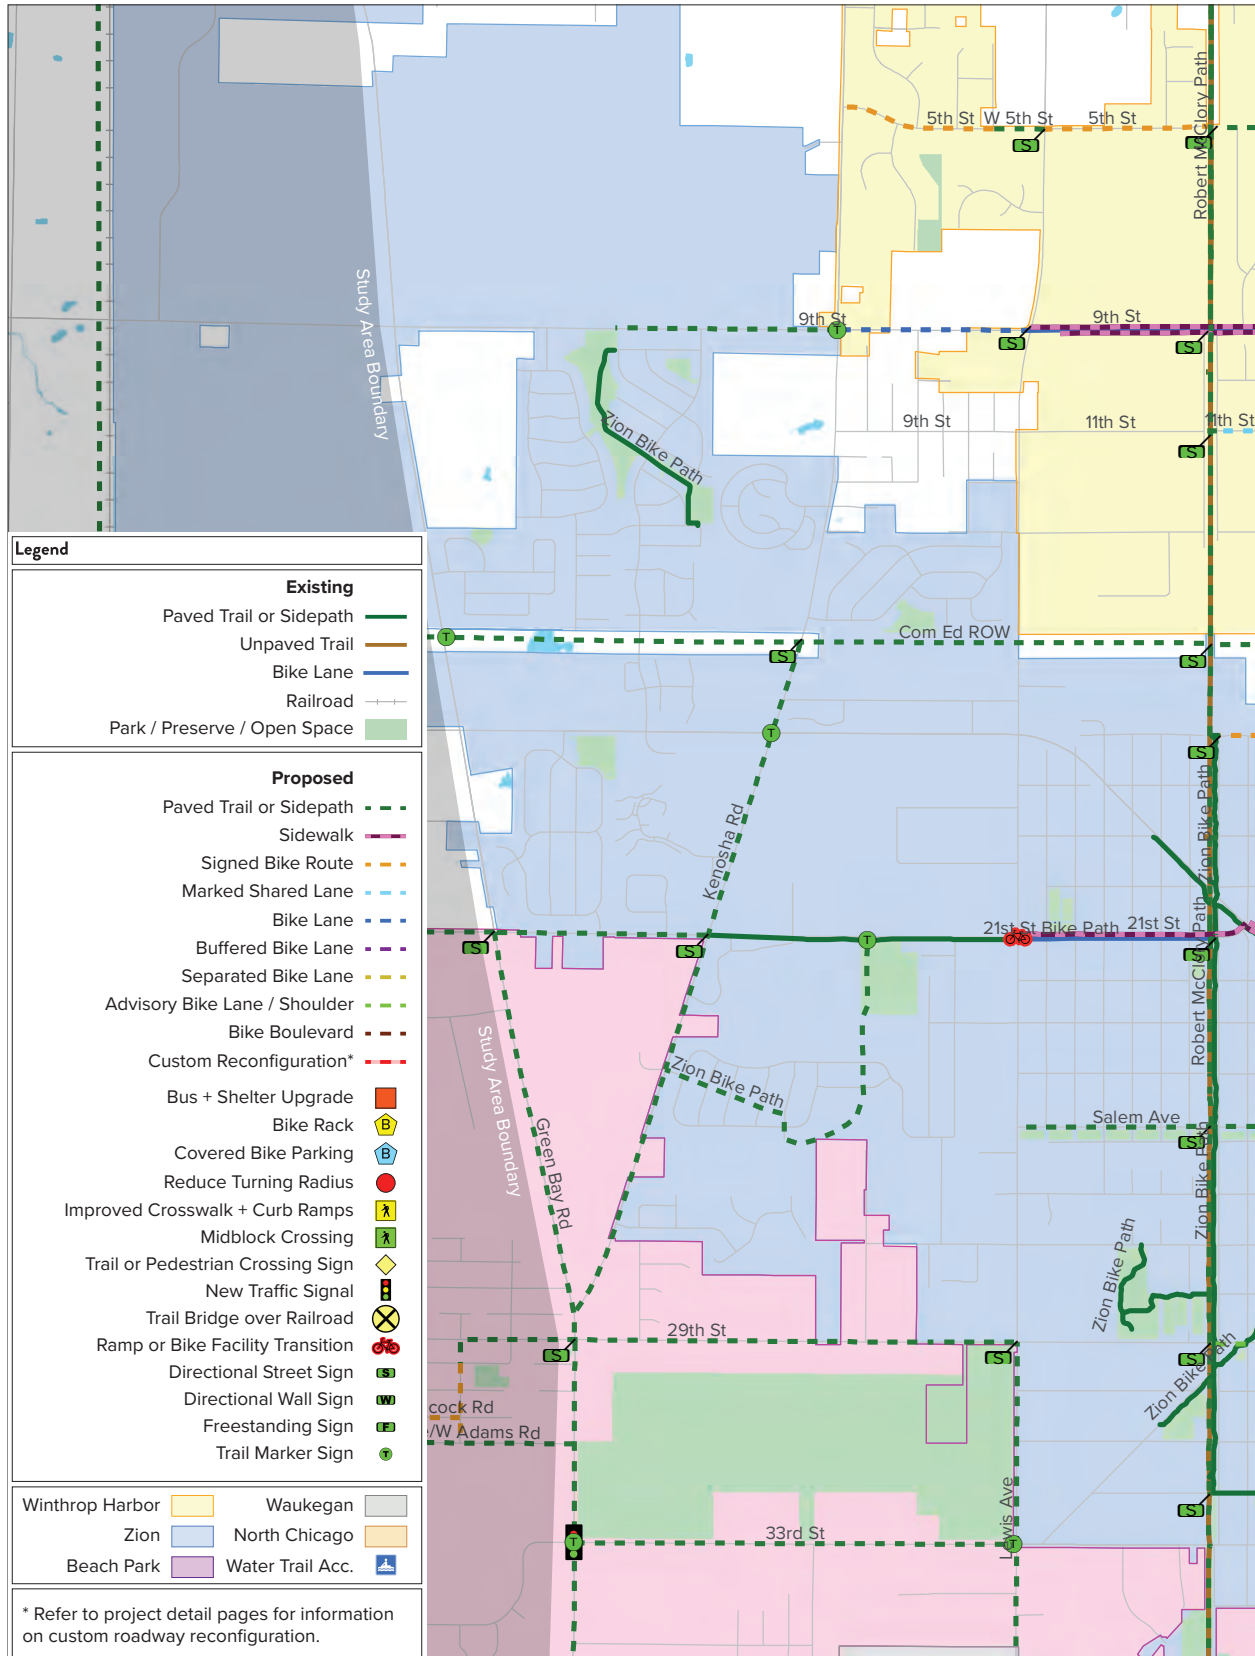 5th St
W 5th St
5th St
S
S
Robert McClory Path
Study Area Boundary
9th St
T
9th St
S
S
Zion Bike Path
9th St
11th St
11th St
S
Legend
Existing
Paved Trail or Sidepath
Unpaved Trail
Bike Lane
Railroad
Park / Preserve / Open Space
Proposed
Paved Trail or Sidepath
Sidewalk
Signed Bike Route
Marked Shared Lane
Bike Lane
Buffered Bike Lane
Separated Bike Lane
Advisory Bike Lane / Shoulder
Bike Boulevard
Custom Reconfiguration*
Bus + Shelter Upgrade
Bike Rack
B
Covered Bike Parking
B
Reduce Turning Radius
Improved Crosswalk + Curb Ramps
Midblock Crossing
Trail or Pedestrian Crossing Sign
New Traffic Signal
Trail Bridge over Railroad
Ramp or Bike Facility Transition
Directional Street Sign
S
Directional Wall Sign
W
Freestanding Sign
F
Trail Marker Sign
T
Winthrop Harbor
Waukegan
Zion
North Chicago
Beach Park
Water Trail Acc.
* Refer to project detail pages for information
on custom roadway reconfiguration.
T
Com Ed ROW
S
S
T
S
Kenosha Rd
Zion Bike Path
21st St Bike Path
21st St
S
S
T
S
Robert McClory Path
Study Area Boundary
Zion Bike Path
Green Bay Rd
Salem Ave
S
Zion Bike Path
Zion Bike Path
29th St
S
S
S
Zion Bike Path
cock Rd
/W Adams Rd
S
Lewis Ave
33rd St
T
T